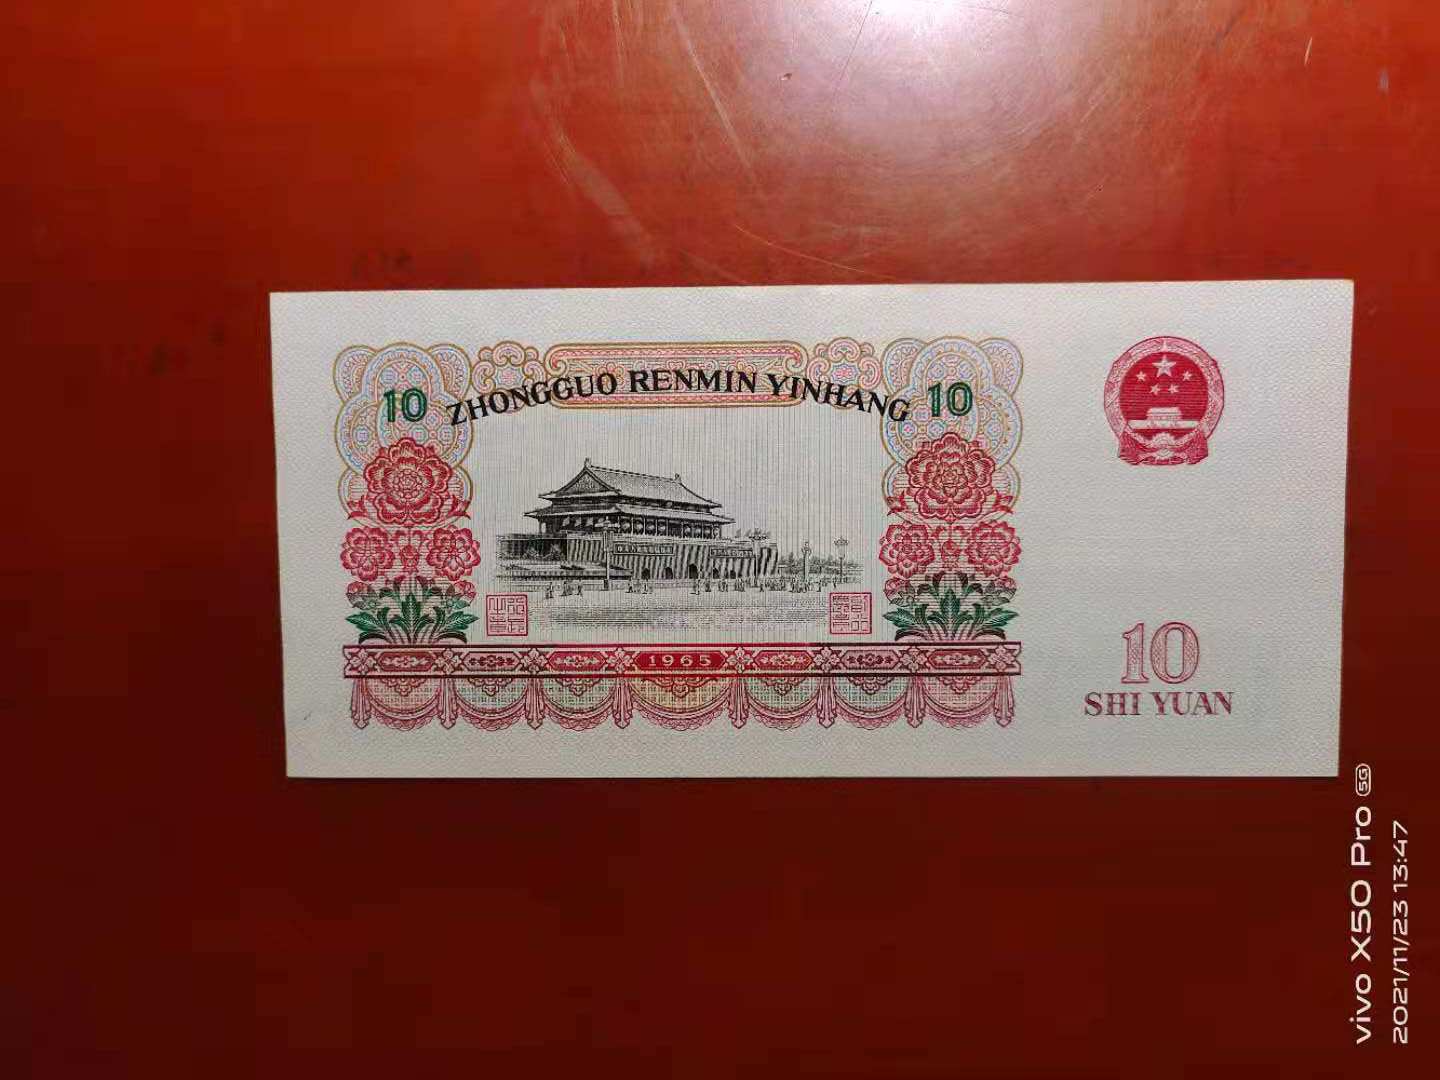 ZHONGGUO RENMIN YINHANG
10
10
1965
10
SHI YUAN
vivo X50 Pro 5G
2021/11/23 13:47